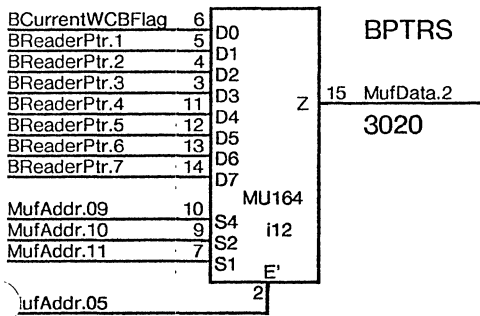 BCurrentWCBFlag 6 D0 BPTRS
BReaderPtr.1 5 D1
BReaderPtr.2 4 D2
BReaderPtr.3 3 D3 Z 15 MufData.2
BReaderPtr.4 11 D4
BReaderPtr.5 12 D5 3020
BReaderPtr.6 13 D6
BReaderPtr.7 14 D7
MU164
MufAddr.09 10 S4
MufAddr.10 9 S2 i12
MufAddr.11 7 S1
E'
2
ufAddr.05